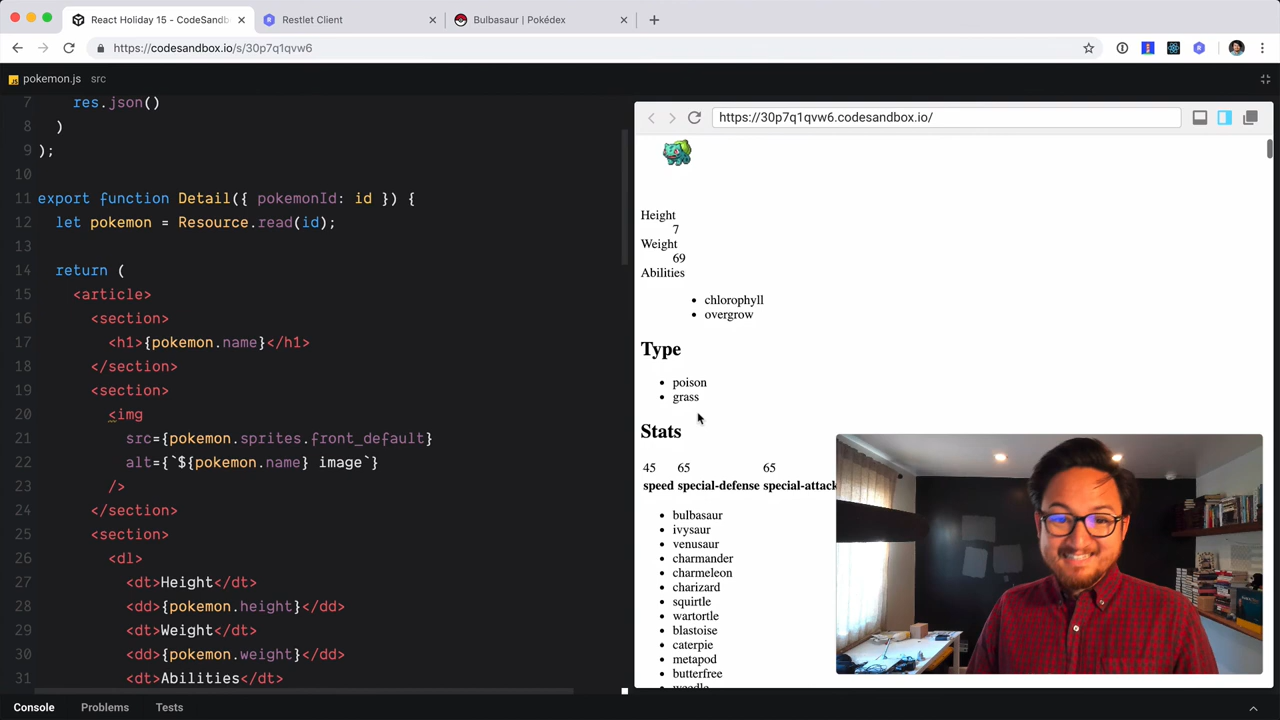 React Holiday 15 - CodeSandb
Restlet Client
Bulbasaur | Pokédex
https://codesandbox.io/s/30p7q1qvw6
pokemon.js src
7 res.json()
8 )
9 );
10
11 export function Detail({ pokemonId: id }) {
12 let pokemon = Resource.read(id);
13
14 return (
15 <article>
16 <section>
17 <h1>{pokemon.name}</h1>
18 </section>
19 <section>
20 <img
21 src={pokemon.sprites.front_default}
22 alt={`${pokemon.name} image`}
23 />
24 </section>
25 <section>
26 <dl>
27 <dt>Height</dt>
28 <dd>{pokemon.height}</dd>
29 <dt>Weight</dt>
30 <dd>{pokemon.weight}</dd>
31 <dt>Abilities</dt>
Console Problems Tests
https://30p7q1qvw6.codesandbox.io/
Height
7
Weight
69
Abilities
• chlorophyll
• overgrow
Type
• poison
• grass
Stats
45 65 65
speed special-defense special-attack
• bulbasaur
• ivysaur
• venusaur
• charmander
• charmeleon
• charizard
• squirtle
• wartortle
• blastoise
• caterpie
• metapod
• butterfree
• weedle